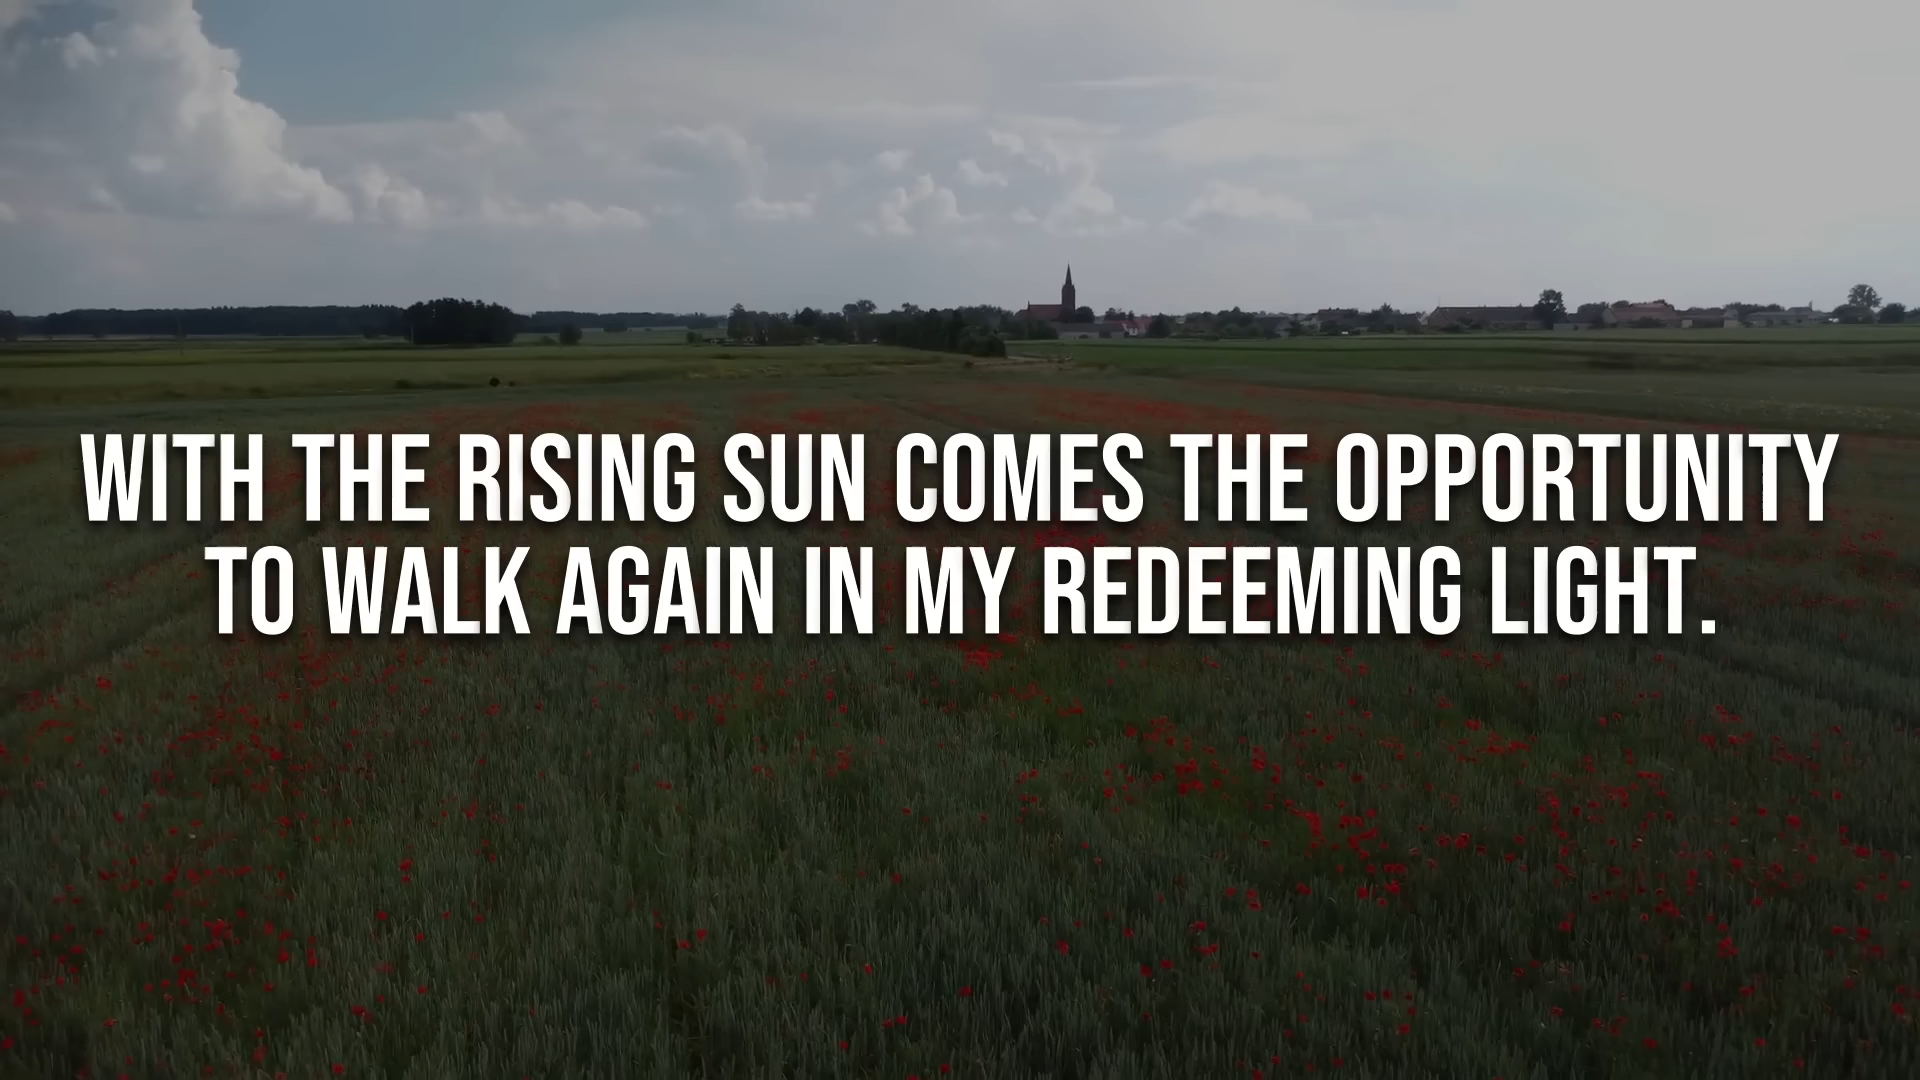 WITH THE RISING SUN COMES THE OPPORTUNITY
TO WALK AGAIN IN MY REDEEMING LIGHT.